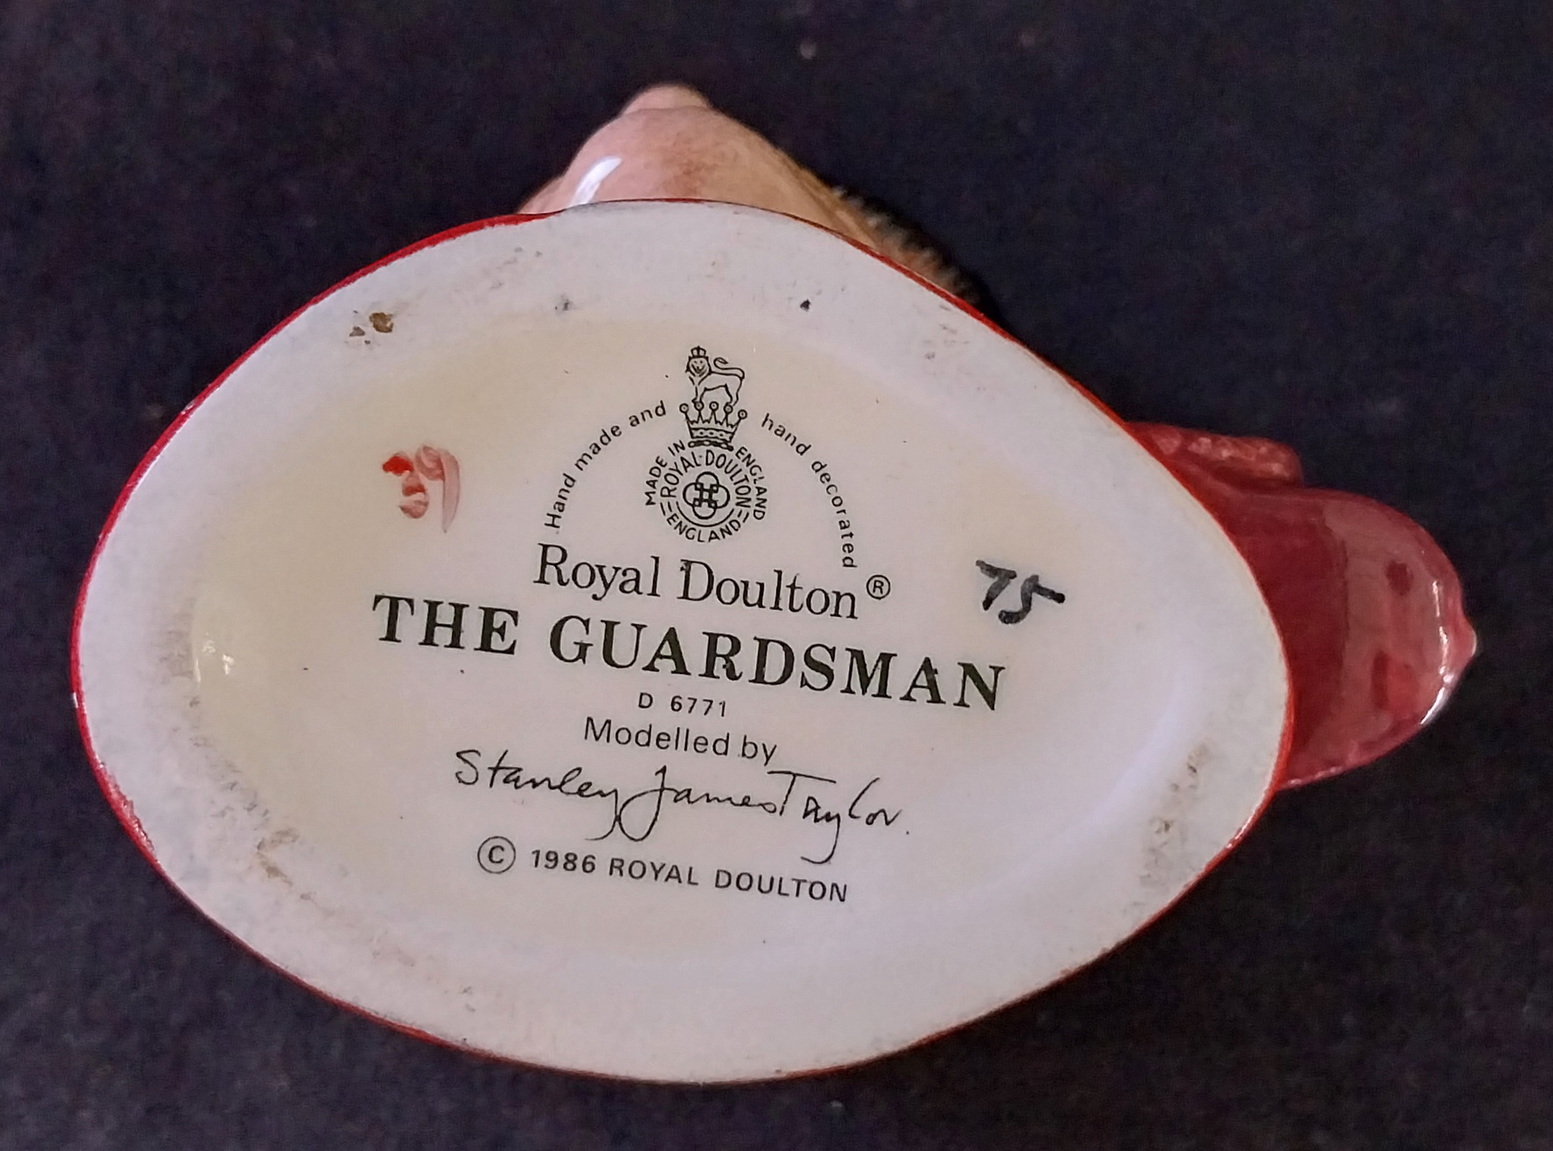 Hand made and hand decorated
MADE IN ENGLAND
ROYAL·DOULTON
ENGLAND
Royal Doulton®
THE GUARDSMAN
D 6771
Modelled by
Stanley James Taylor.
© 1986 ROYAL DOULTON
39
75